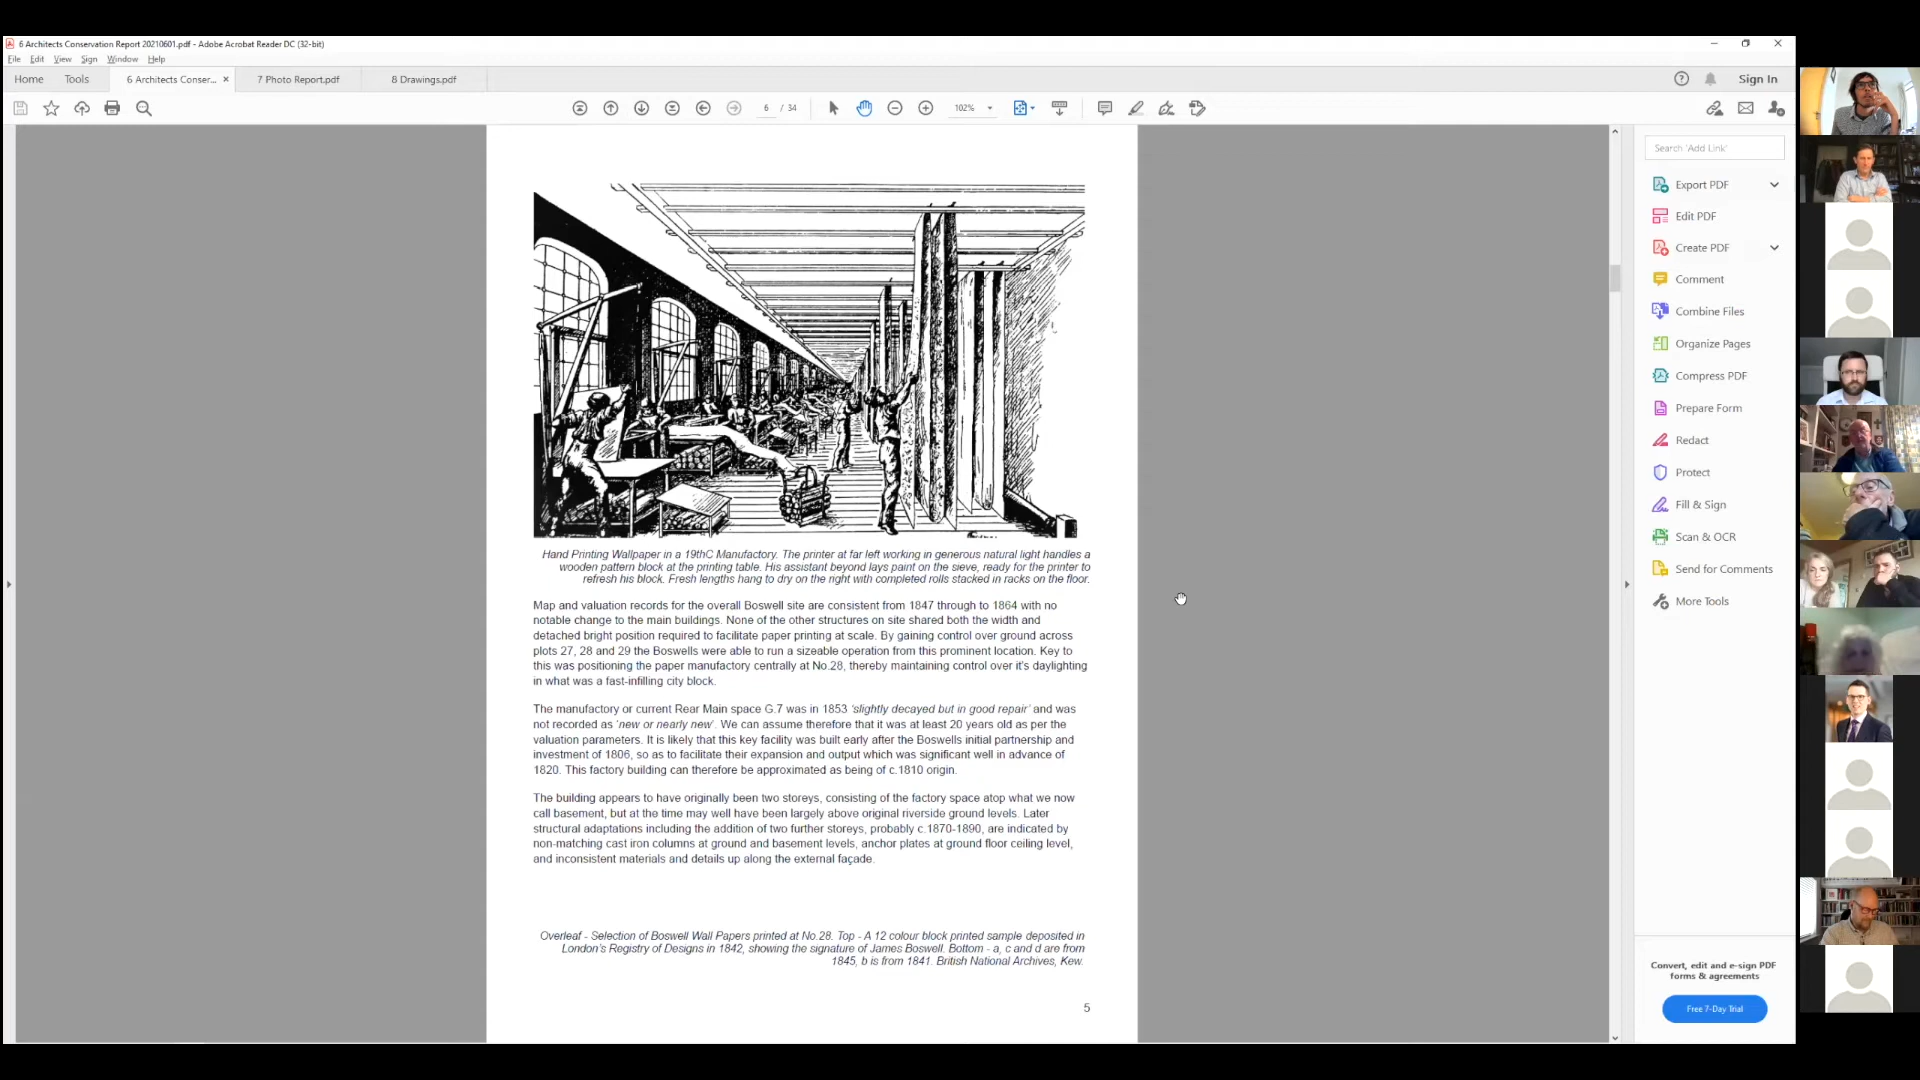 6 Architects Conservation Report 20210601.pdf - Adobe Acrobat Reader DC (32-bit)
File Edit View Sign Window Help
Home Tools 6 Architects Conser... × 7 Photo Report.pdf 8 Drawings.pdf Sign In
6 / 34 102%
Search 'Add Link'
Export PDF
Edit PDF
Create PDF
Comment
Combine Files
Organize Pages
Compress PDF
Prepare Form
Redact
Protect
Fill & Sign
Scan & OCR
Send for Comments
More Tools
Convert, edit and e-sign PDF
forms & agreements
Free 7-Day Trial
Hand Printing Wallpaper in a 19thC Manufactory. The printer at far left working in generous natural light handles a
wooden pattern block at the printing table. His assistant beyond lays paint on the sieve, ready for the printer to
refresh his block. Fresh lengths hang to dry on the right with completed rolls stacked in racks on the floor.
Map and valuation records for the overall Boswell site are consistent from 1847 through to 1864 with no
notable change to the main buildings. None of the other structures on site shared both the width and
detached bright position required to facilitate paper printing at scale. By gaining control over ground across
plots 27, 28 and 29 the Boswells were able to run a sizeable operation from this prominent location. Key to
this was positioning the paper manufactory centrally at No.28, thereby maintaining control over it's daylighting
in what was a fast-infilling city block.
The manufactory or current Rear Main space G.7 was in 1853 'slightly decayed but in good repair' and was
not recorded as 'new or nearly new'. We can assume therefore that it was at least 20 years old as per the
valuation parameters. It is likely that this key facility was built early after the Boswells initial partnership and
investment of 1806, so as to facilitate their expansion and output which was significant well in advance of
1820. This factory building can therefore be approximated as being of c.1810 origin.
The building appears to have originally been two storeys, consisting of the factory space atop what we now
call basement, but at the time may well have been largely above original riverside ground levels. Later
structural adaptations including the addition of two further storeys, probably c.1870-1890, are indicated by
non-matching cast iron columns at ground and basement levels, anchor plates at ground floor ceiling level,
and inconsistent materials and details up along the external façade.
Overleaf - Selection of Boswell Wall Papers printed at No.28. Top - A 12 colour block printed sample deposited in
London's Registry of Designs in 1842, showing the signature of James Boswell. Bottom - a, c and d are from
1845, b is from 1841. British National Archives, Kew.
5